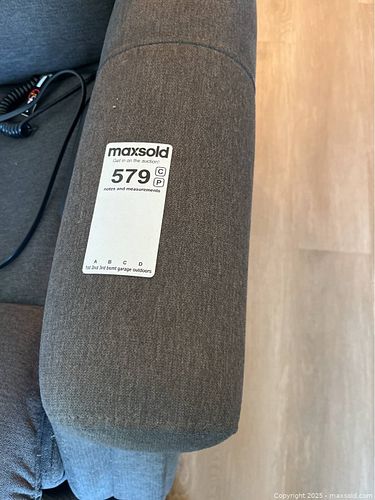 maxsold
Get in on the auction!
579 C
P
notes and measurements
A B C D
1st 2nd 3rd bsmt garage outdoors
Copyright 2025 - maxsold.com